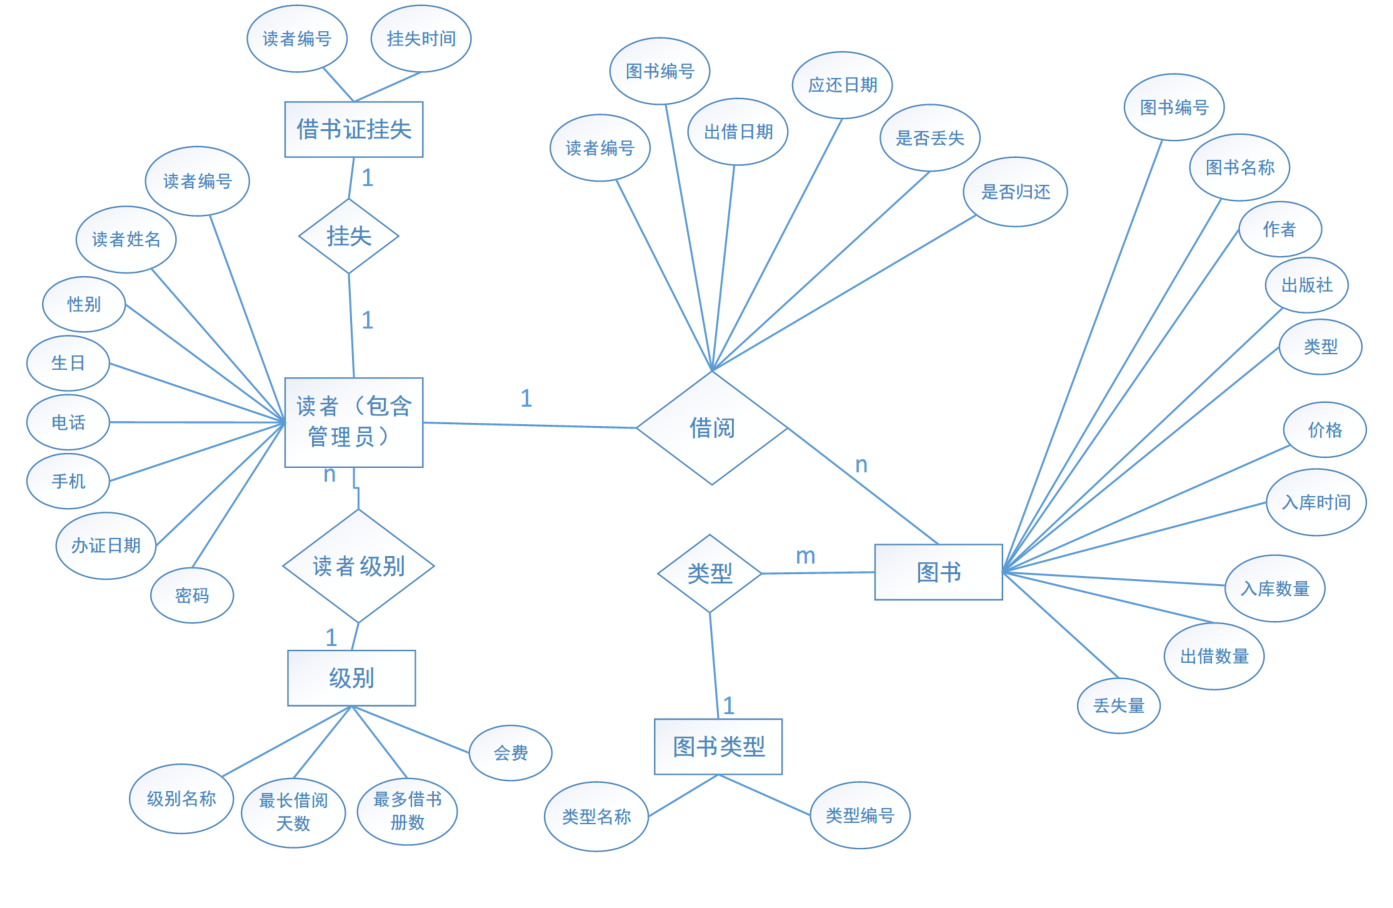 读者编号
挂失时间
借书证挂失
1
挂失
1
读者编号
读者姓名
性别
生日
电话
手机
办证日期
密码
读者（包含
管理员）
n
读者级别
1
级别
级别名称
最长借阅
天数
最多借书
册数
会费
1
借阅
读者编号
图书编号
出借日期
应还日期
是否丢失
是否归还
n
图书
图书编号
图书名称
作者
出版社
类型
价格
入库时间
入库数量
出借数量
丢失量
m
类型
1
图书类型
类型名称
类型编号